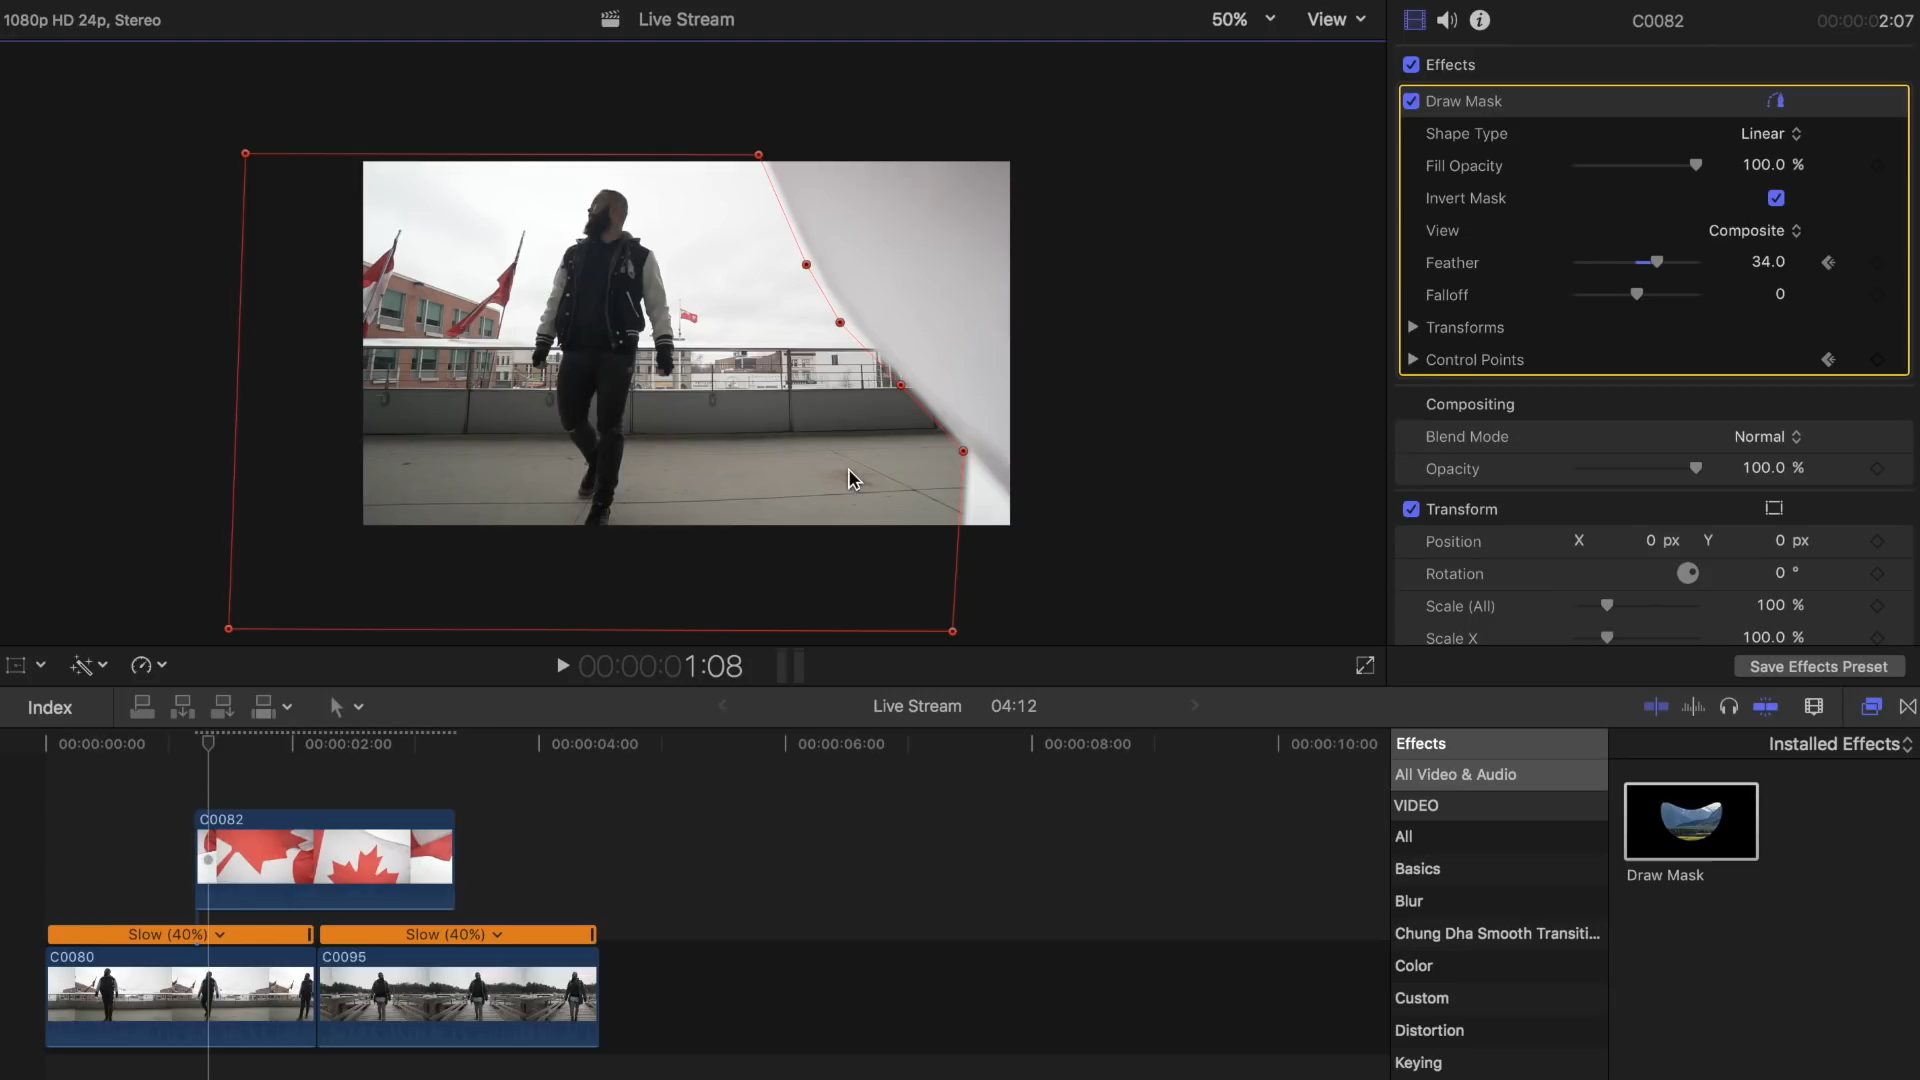 1080p HD 24p, Stereo
Live Stream
50%
View
C0082
00:00:02:07
Effects
Draw Mask
Shape Type
Linear
Fill Opacity
100.0 %
Invert Mask
View
Composite
Feather
34.0
Falloff
0
Transforms
Control Points
Compositing
Blend Mode
Normal
Opacity
100.0 %
Transform
Position
X 0 px Y 0 px
Rotation
0 °
Scale (All)
100 %
Scale X
100.0 %
00:00:01:08
Save Effects Preset
Index
Live Stream
04:12
00:00:00:00
00:00:02:00
00:00:04:00
00:00:06:00
00:00:08:00
00:00:10:00
C0082
Slow (40%)
Slow (40%)
C0080
C0095
Effects
Installed Effects
All Video & Audio
VIDEO
All
Basics
Blur
Chung Dha Smooth Transiti...
Color
Custom
Distortion
Keying
Draw Mask